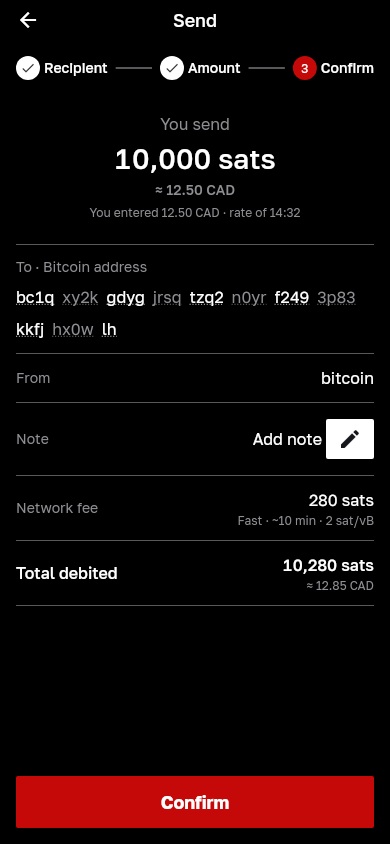 Send
Recipient
Amount
3 Confirm
You send
10,000 sats
≈ 12.50 CAD
You entered 12.50 CAD · rate of 14:32
To · Bitcoin address
bc1q xy2k gdyg jrsq tzq2 n0yr f249 3p83
kkfj hx0w lh
From
bitcoin
Note
Add note
Network fee
280 sats
Fast · ~10 min · 2 sat/vB
Total debited
10,280 sats
≈ 12.85 CAD
Confirm